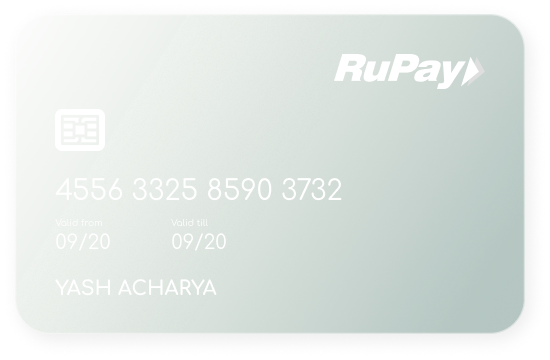 RuPay
4556 3325 8590 3732
Valid from Valid till
09/20 09/20
YASH ACHARYA